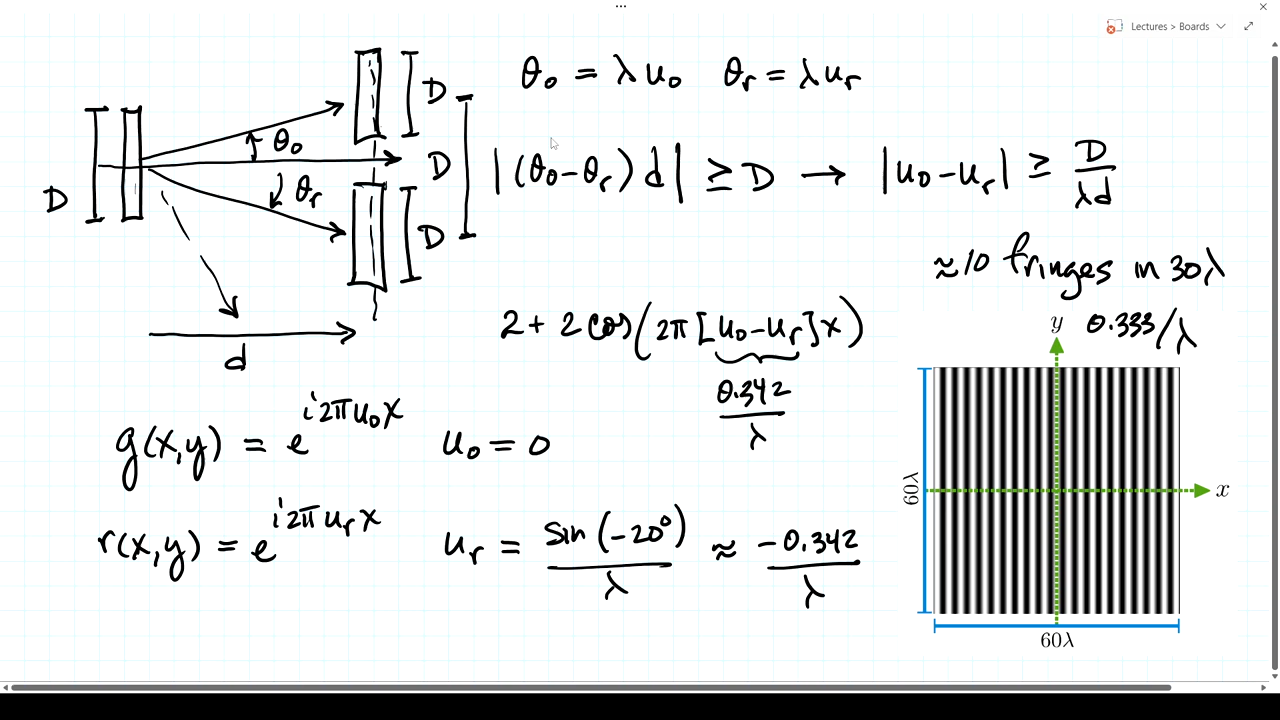 Lectures > Boards
θ₀ = λu₀ θᵣ = λuᵣ
D
θ₀
D
D
D
θᵣ
D
|(θ₀-θᵣ)d| ≥ D → |u₀-uᵣ| ≥ D/λd
≈10 fringes in 30λ
d
2 + 2cos(2π[u₀-uᵣ]x)
0.342/λ
y 0.333/λ
g(x,y) = e^{i2πu₀x} u₀ = 0
60λ
x
r(x,y) = e^{i2πuᵣx} uᵣ = sin(-20°)/λ ≈ -0.342/λ
60λ